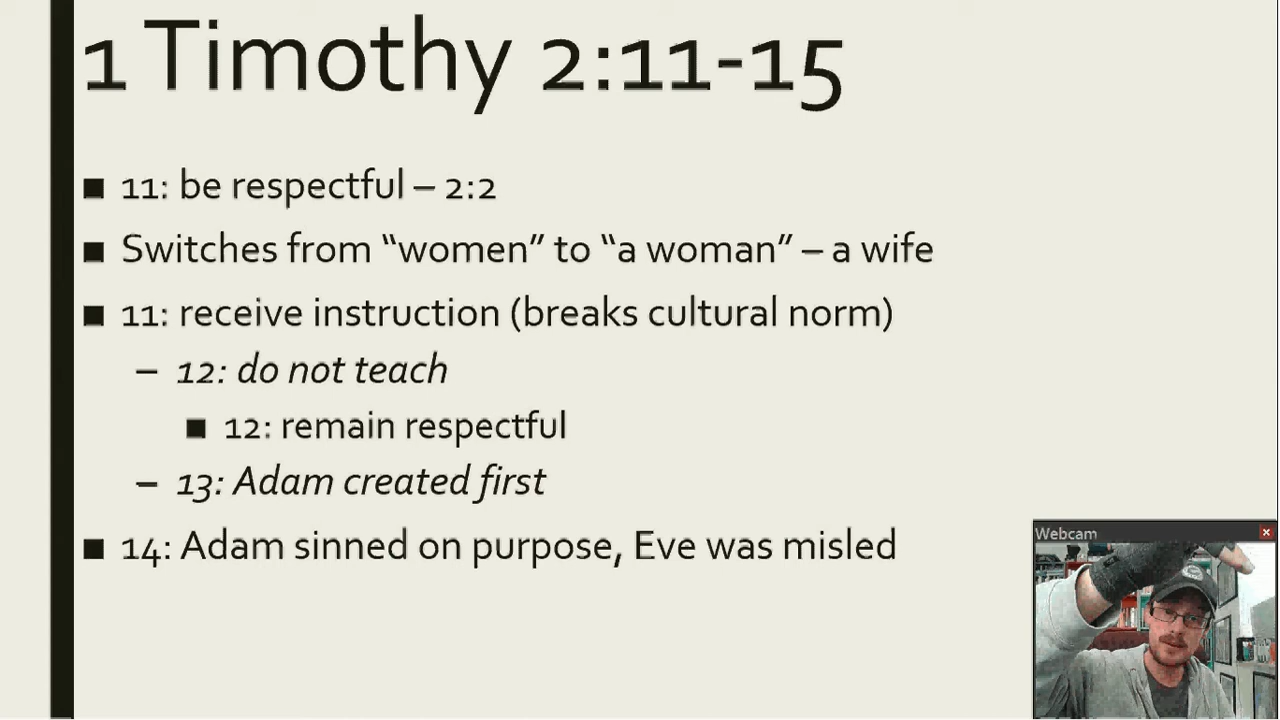 1 Timothy 2:11-15
■ 11: be respectful – 2:2
■ Switches from “women” to “a woman” – a wife
■ 11: receive instruction (breaks cultural norm)
– 12: do not teach
■ 12: remain respectful
– 13: Adam created first
■ 14: Adam sinned on purpose, Eve was misled
Webcam